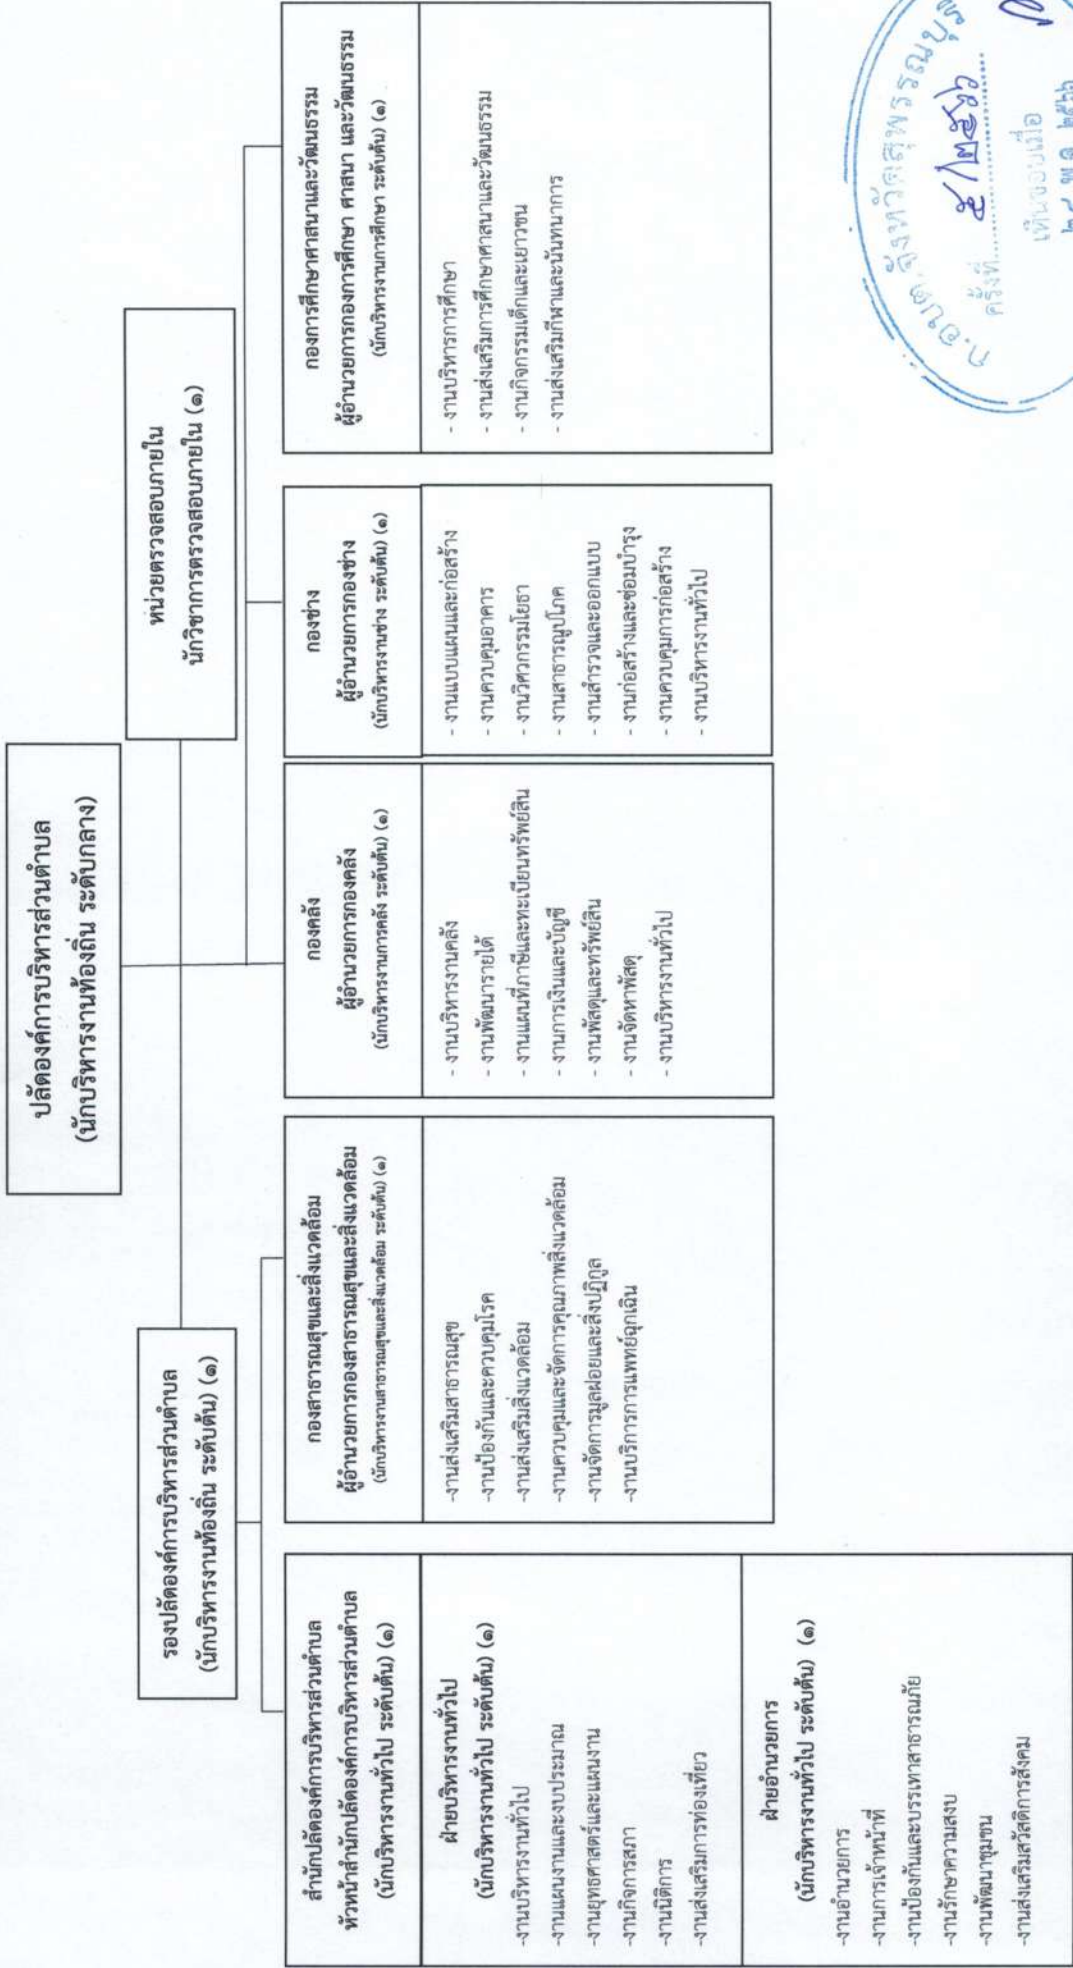 ปลัดองค์การบริหารส่วนตำบล
(นักบริหารงานท้องถิ่น ระดับกลาง)
รองปลัดองค์การบริหารส่วนตำบล
(นักบริหารงานท้องถิ่น ระดับต้น) (๑)
หน่วยตรวจสอบภายใน
นักวิชาการตรวจสอบภายใน (๑)
สำนักปลัดองค์การบริหารส่วนตำบล
หัวหน้าสำนักปลัดองค์การบริหารส่วนตำบล
(นักบริหารงานทั่วไป ระดับต้น) (๑)
ฝ่ายบริหารงานทั่วไป
(นักบริหารงานทั่วไป ระดับต้น) (๑)
-งานบริหารงานทั่วไป
-งานแผนงานและงบประมาณ
-งานยุทธศาสตร์และแผนงาน
-งานกิจการสภา
-งานนิติการ
-งานส่งเสริมการท่องเที่ยว
ฝ่ายอำนวยการ
(นักบริหารงานทั่วไป ระดับต้น) (๑)
-งานอำนวยการ
-งานการเจ้าหน้าที่
-งานป้องกันและบรรเทาสาธารณภัย
-งานรักษาความสงบ
-งานพัฒนาชุมชน
-งานส่งเสริมสวัสดิการสังคม
กองสาธารณสุขและสิ่งแวดล้อม
ผู้อำนวยการกองสาธารณสุขและสิ่งแวดล้อม
(นักบริหารงานสาธารณสุขและสิ่งแวดล้อม ระดับต้น) (๑)
-งานส่งเสริมสาธารณสุข
-งานป้องกันและควบคุมโรค
-งานส่งเสริมสิ่งแวดล้อม
-งานควบคุมและจัดการคุณภาพสิ่งแวดล้อม
-งานจัดการมูลฝอยและสิ่งปฏิกูล
-งานบริการการแพทย์ฉุกเฉิน
กองคลัง
ผู้อำนวยการกองคลัง
(นักบริหารงานการคลัง ระดับต้น) (๑)
- งานบริหารงานคลัง
- งานพัฒนารายได้
- งานแผนที่ภาษีและทะเบียนทรัพย์สิน
- งานการเงินและบัญชี
- งานพัสดุและทรัพย์สิน
- งานจัดหาพัสดุ
- งานบริหารงานทั่วไป
กองช่าง
ผู้อำนวยการกองช่าง
(นักบริหารงานช่าง ระดับต้น) (๑)
- งานแบบแผนและก่อสร้าง
- งานควบคุมอาคาร
- งานวิศวกรรมโยธา
- งานสาธารณูปโภค
- งานสำรวจและออกแบบ
- งานก่อสร้างและซ่อมบำรุง
- งานควบคุมการก่อสร้าง
- งานบริหารงานทั่วไป
กองการศึกษาศาสนาและวัฒนธรรม
ผู้อำนวยการกองการศึกษา ศาสนา และวัฒนธรรม
(นักบริหารงานการศึกษา ระดับต้น) (๑)
- งานบริหารการศึกษา
- งานส่งเสริมการศึกษาศาสนาและวัฒนธรรม
- งานกิจกรรมเด็กและเยาวชน
- งานส่งเสริมกีฬาและนันทนาการ
ก.อบต.จังหวัดสุพรรณบุรี
ครั้งที่ ๕/๒๕๖๖
เห็นชอบเมื่อ